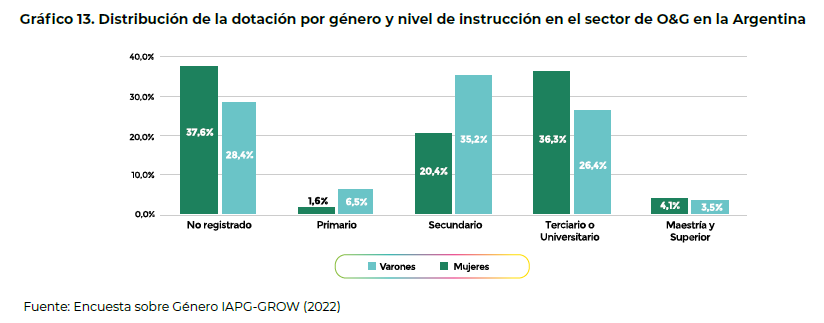 Gráfico 13. Distribución de la dotación por género y nivel de instrucción en el sector de O&G en la Argentina
40,0%
30,0%
20,0%
10,0%
0,0%
37,6%
28,4%
1,6%
6,5%
20,4%
35,2%
36,3%
26,4%
4,1%
3,5%
No registrado
Primario
Secundario
Terciario o
Universitario
Maestría y
Superior
Varones
Mujeres
Fuente: Encuesta sobre Género IAPG-GROW (2022)